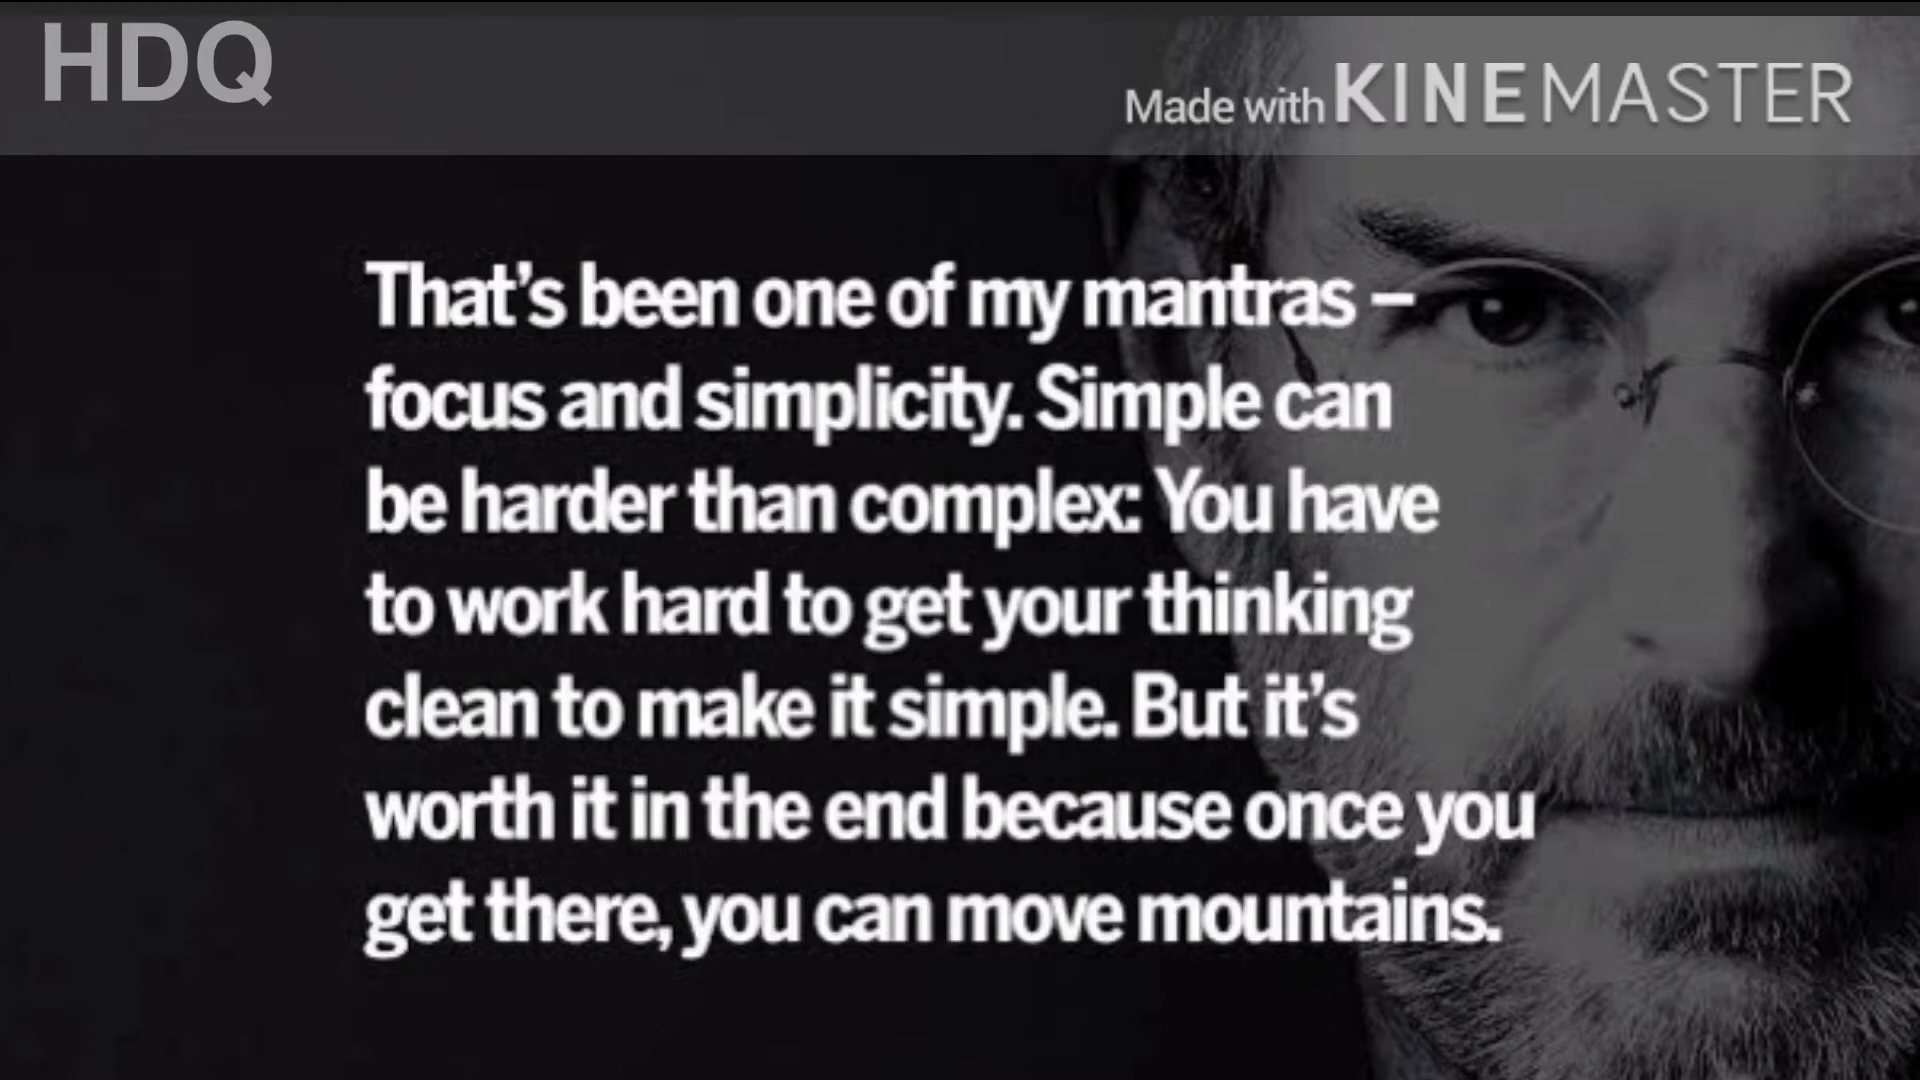 HDQ
Made with KINEMASTER
That's been one of my mantras –
focus and simplicity. Simple can
be harder than complex: You have
to work hard to get your thinking
clean to make it simple. But it's
worth it in the end because once you
get there, you can move mountains.